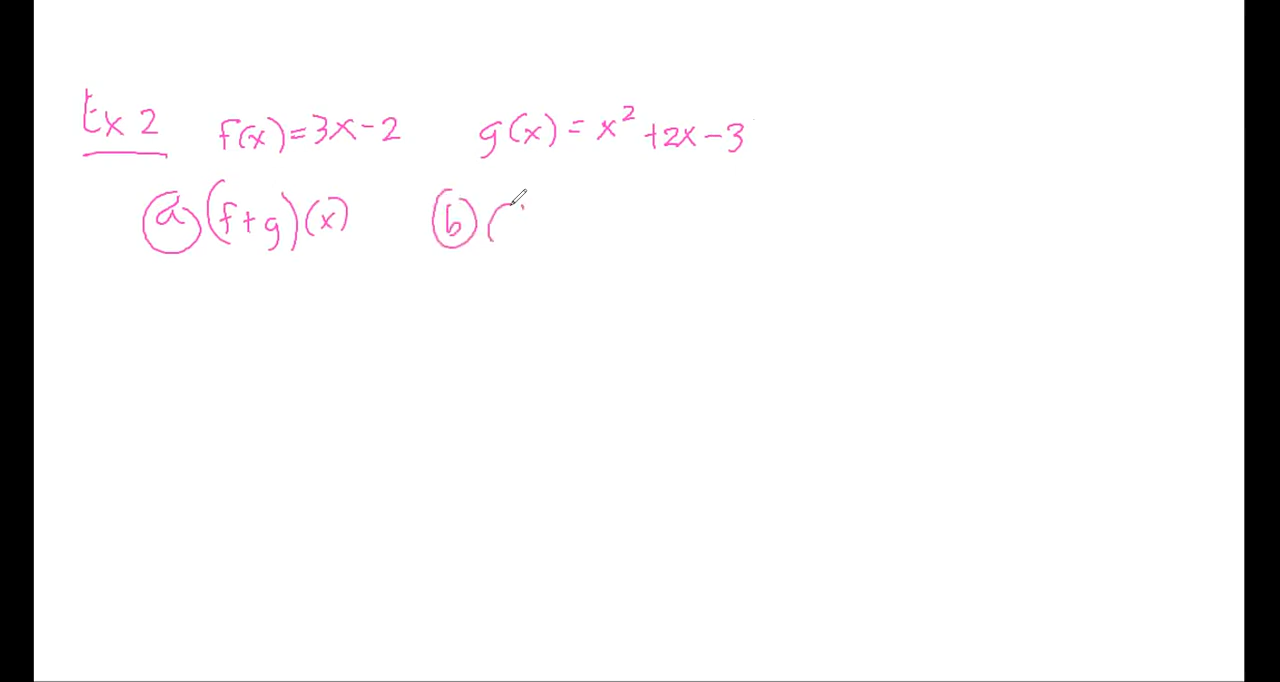 Ex 2 f(x)=3x-2 g(x)=x²+2x-3
(a) (f+g)(x) (b) (